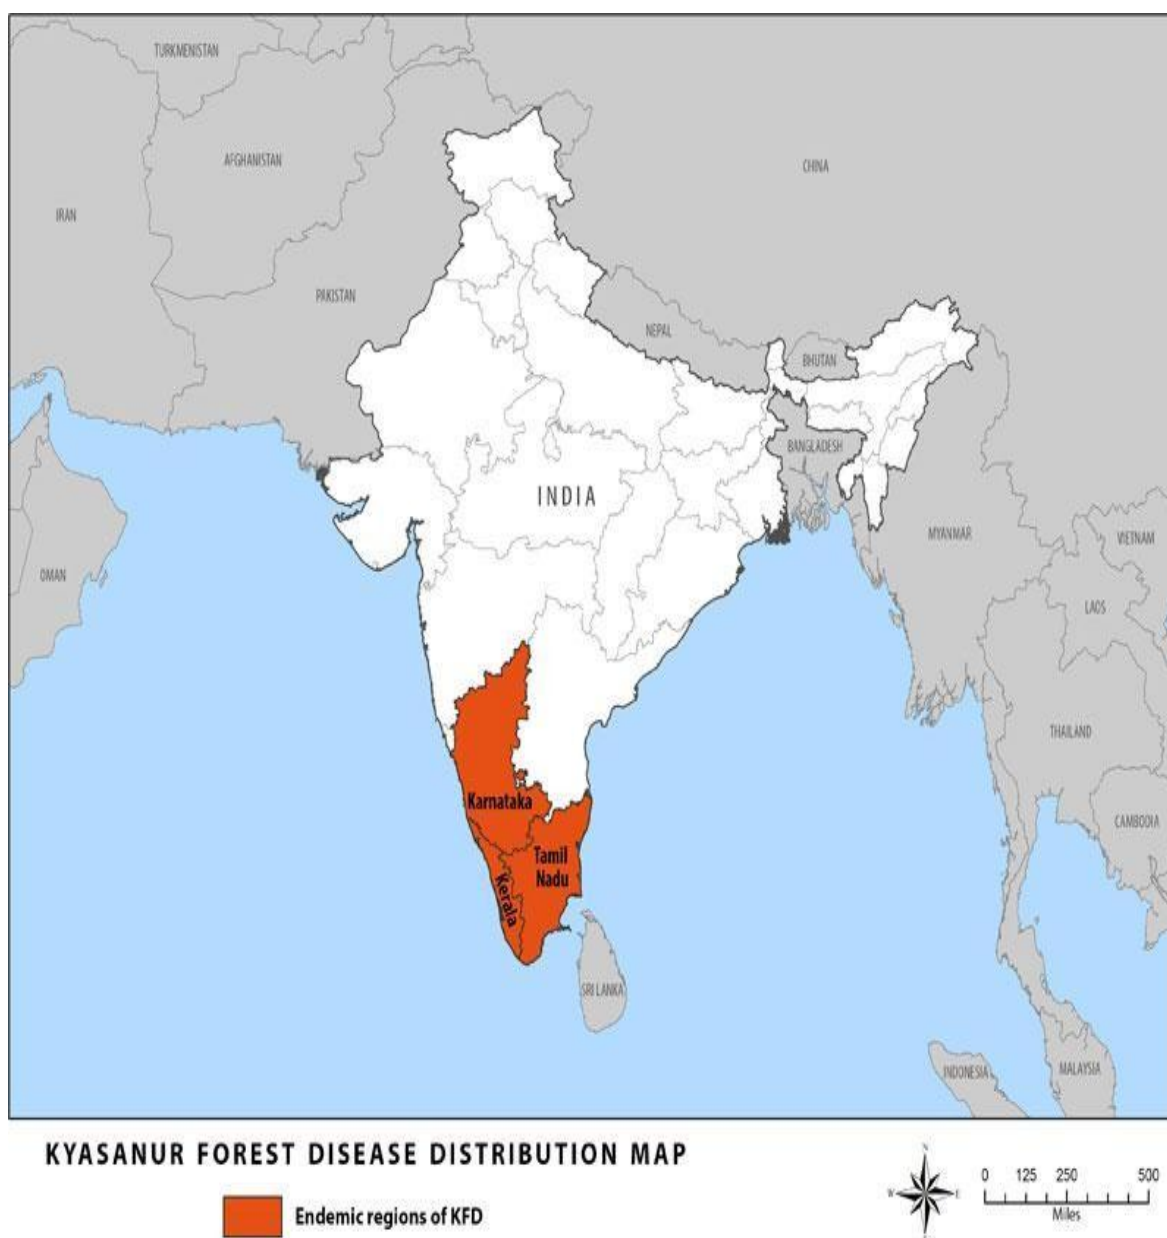 TURKMENISTAN
AFGHANISTAN
CHINA
IRAN
PAKISTAN
NEPAL
BHUTAN
BANGLADESH
INDIA
MYANMAR
VIETNAM
OMAN
LAOS
THAILAND
Karnataka
CAMBODIA
Tamil
Nadu
Kerala
SRI LANKA
INDONESIA
MALAYSIA
KYASANUR FOREST DISEASE DISTRIBUTION MAP
Endemic regions of KFD
N
W
E
S
0 125 250 500
Miles